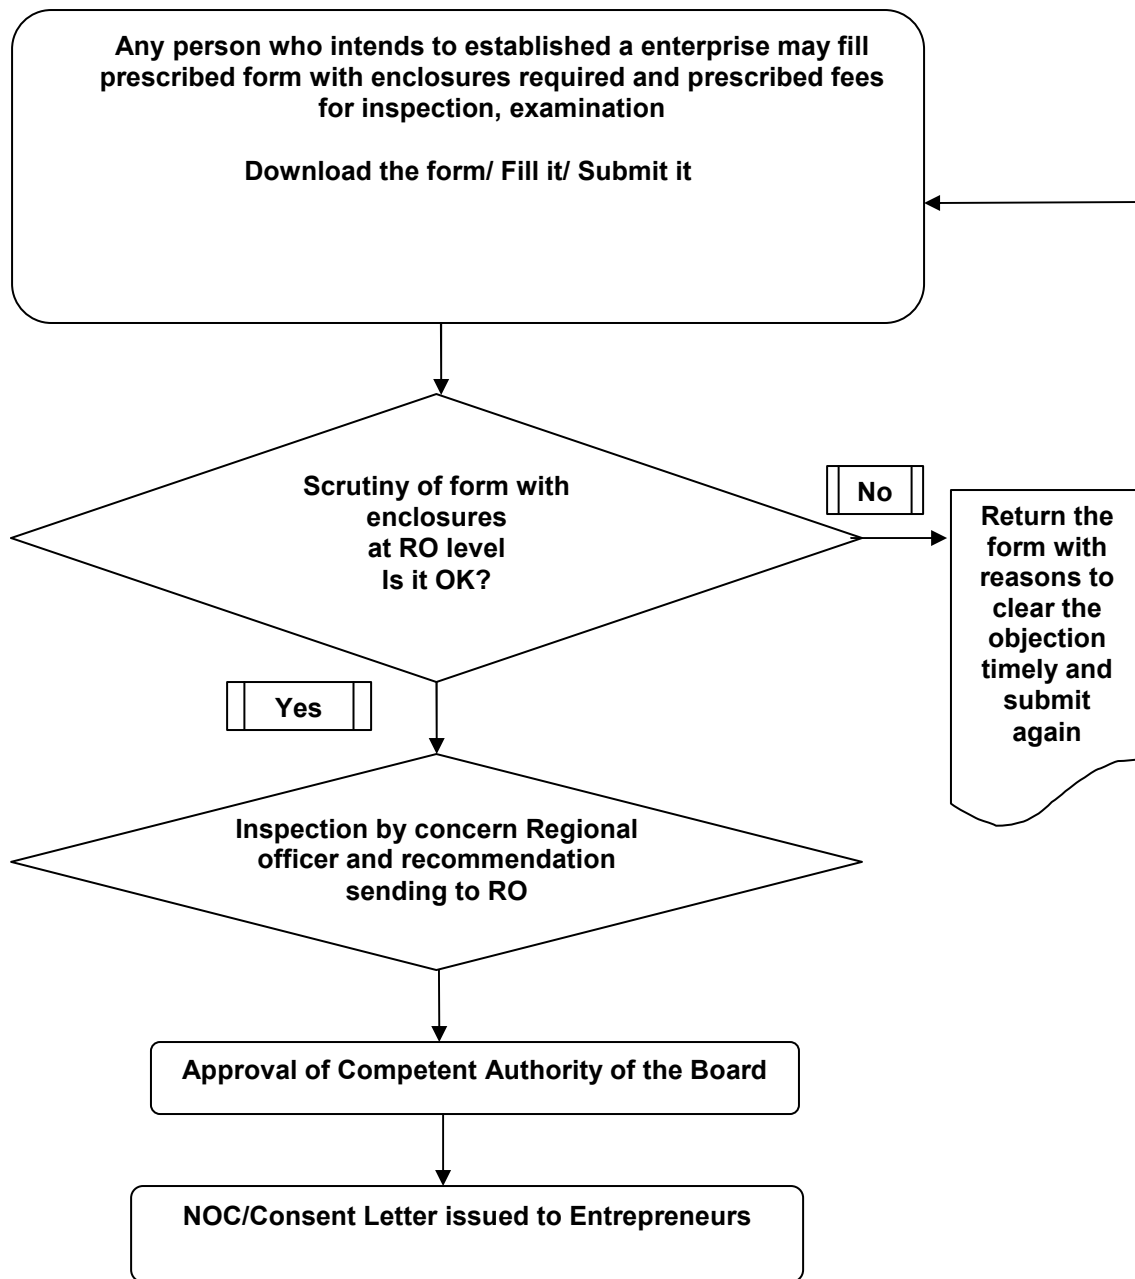 Any person who intends to established a enterprise may fill
prescribed form with enclosures required and prescribed fees
for inspection, examination
Download the form/ Fill it/ Submit it
Scrutiny of form with
enclosures
at RO level
Is it OK?
No
Return the
form with
reasons to
clear the
objection
timely and
submit
again
Yes
Inspection by concern Regional
officer and recommendation
sending to RO
Approval of Competent Authority of the Board
NOC/Consent Letter issued to Entrepreneurs